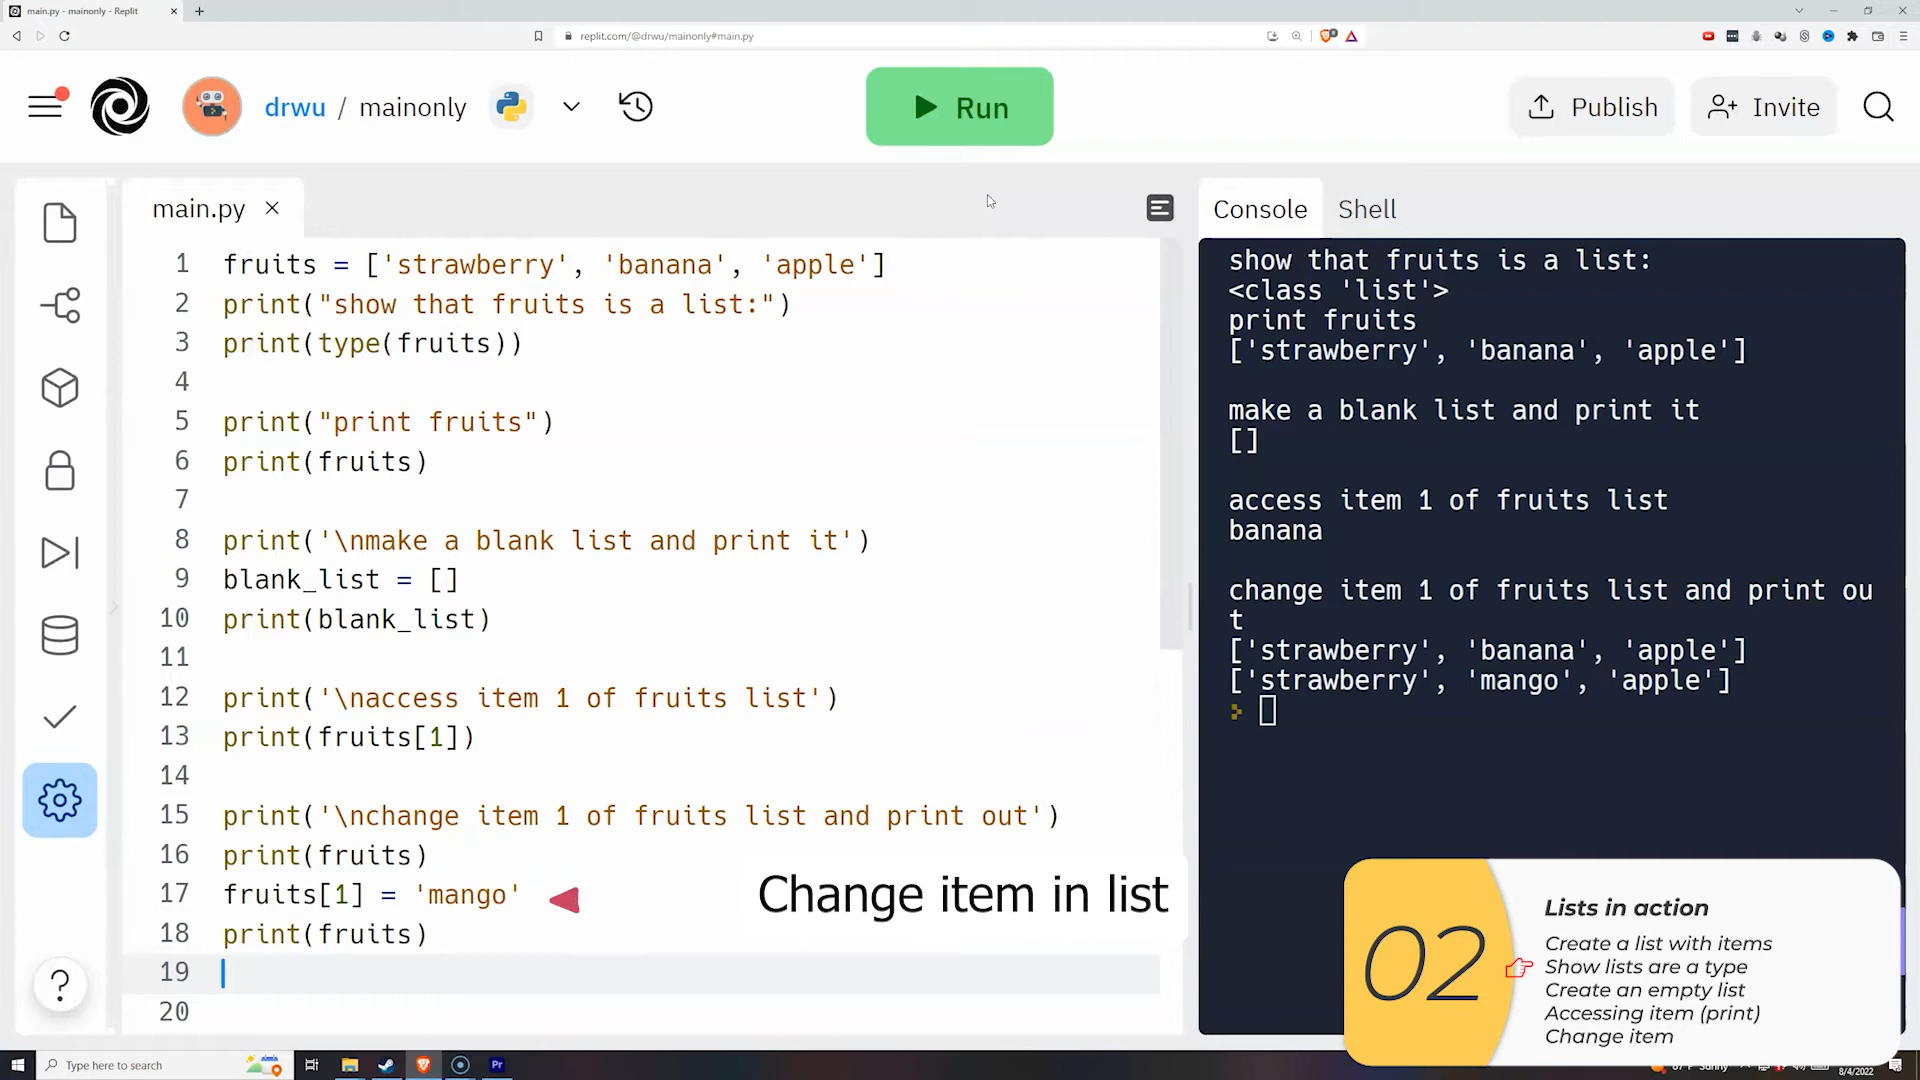 main.py - mainonly - Replit
replit.com/@drwu/mainonly#main.py
drwu / mainonly
Run
Publish
Invite
main.py
Console
Shell
1 fruits = ['strawberry', 'banana', 'apple']
2 print("show that fruits is a list:")
3 print(type(fruits))
4
5 print("print fruits")
6 print(fruits)
7
8 print('\nmake a blank list and print it')
9 blank_list = []
10 print(blank_list)
11
12 print('\naccess item 1 of fruits list')
13 print(fruits[1])
14
15 print('\nchange item 1 of fruits list and print out')
16 print(fruits)
17 fruits[1] = 'mango'
18 print(fruits)
19
20
Change item in list
show that fruits is a list:
<class 'list'>
print fruits
['strawberry', 'banana', 'apple']
make a blank list and print it
[]
access item 1 of fruits list
banana
change item 1 of fruits list and print ou
t
['strawberry', 'banana', 'apple']
['strawberry', 'mango', 'apple']
02
Lists in action
Create a list with items
Show lists are a type
Create an empty list
Accessing item (print)
Change item
?
Type here to search
Pr
8/4/2022